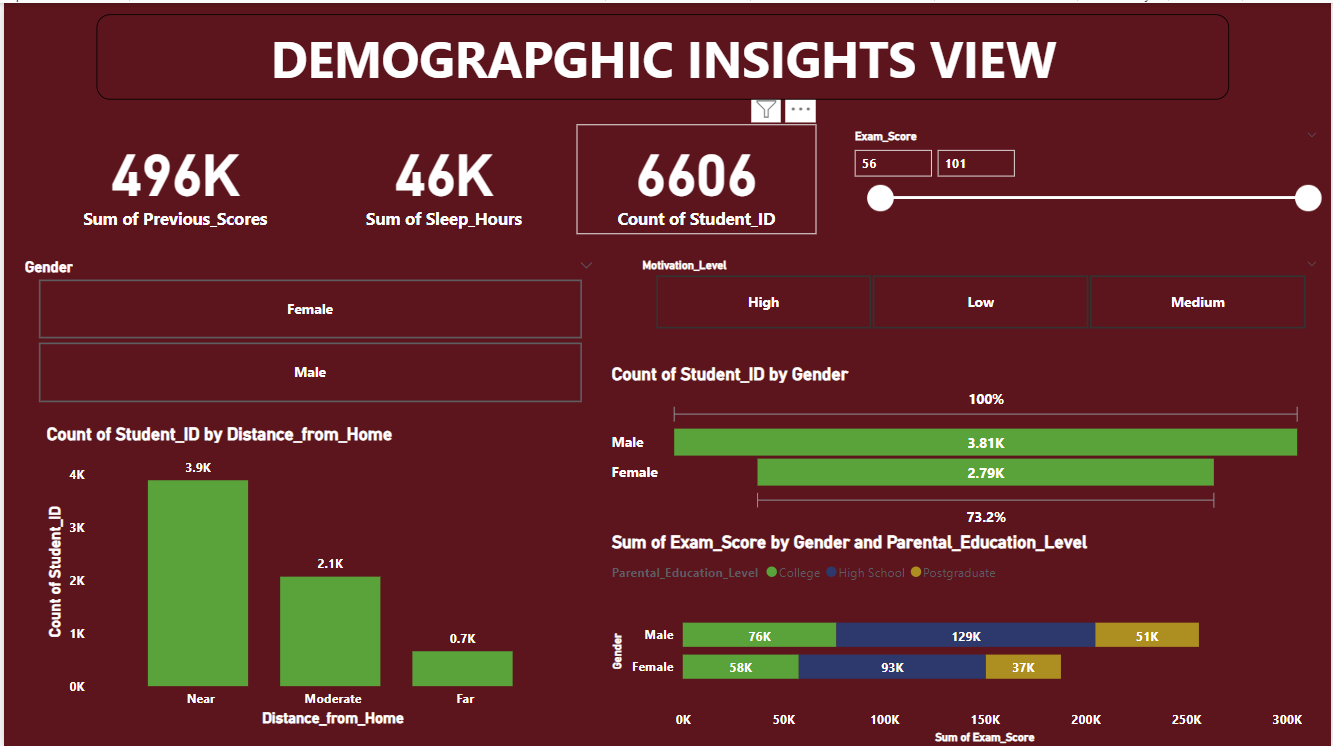 DEMOGRAPGHIC INSIGHTS VIEW
496K
Sum of Previous_Scores
46K
Sum of Sleep_Hours
6606
Count of Student_ID
Exam_Score
56
101
Gender
Female
Male
Motivation_Level
High
Low
Medium
Count of Student_ID by Distance_from_Home
Count of Student_ID
4K
3K
2K
1K
0K
3.9K
2.1K
0.7K
Near
Moderate
Far
Distance_from_Home
Count of Student_ID by Gender
100%
Male
3.81K
Female
2.79K
73.2%
Sum of Exam_Score by Gender and Parental_Education_Level
Parental_Education_Level College High School Postgraduate
Gender
Male 76K 129K 51K
Female 58K 93K 37K
0K 50K 100K 150K 200K 250K 300K
Sum of Exam_Score